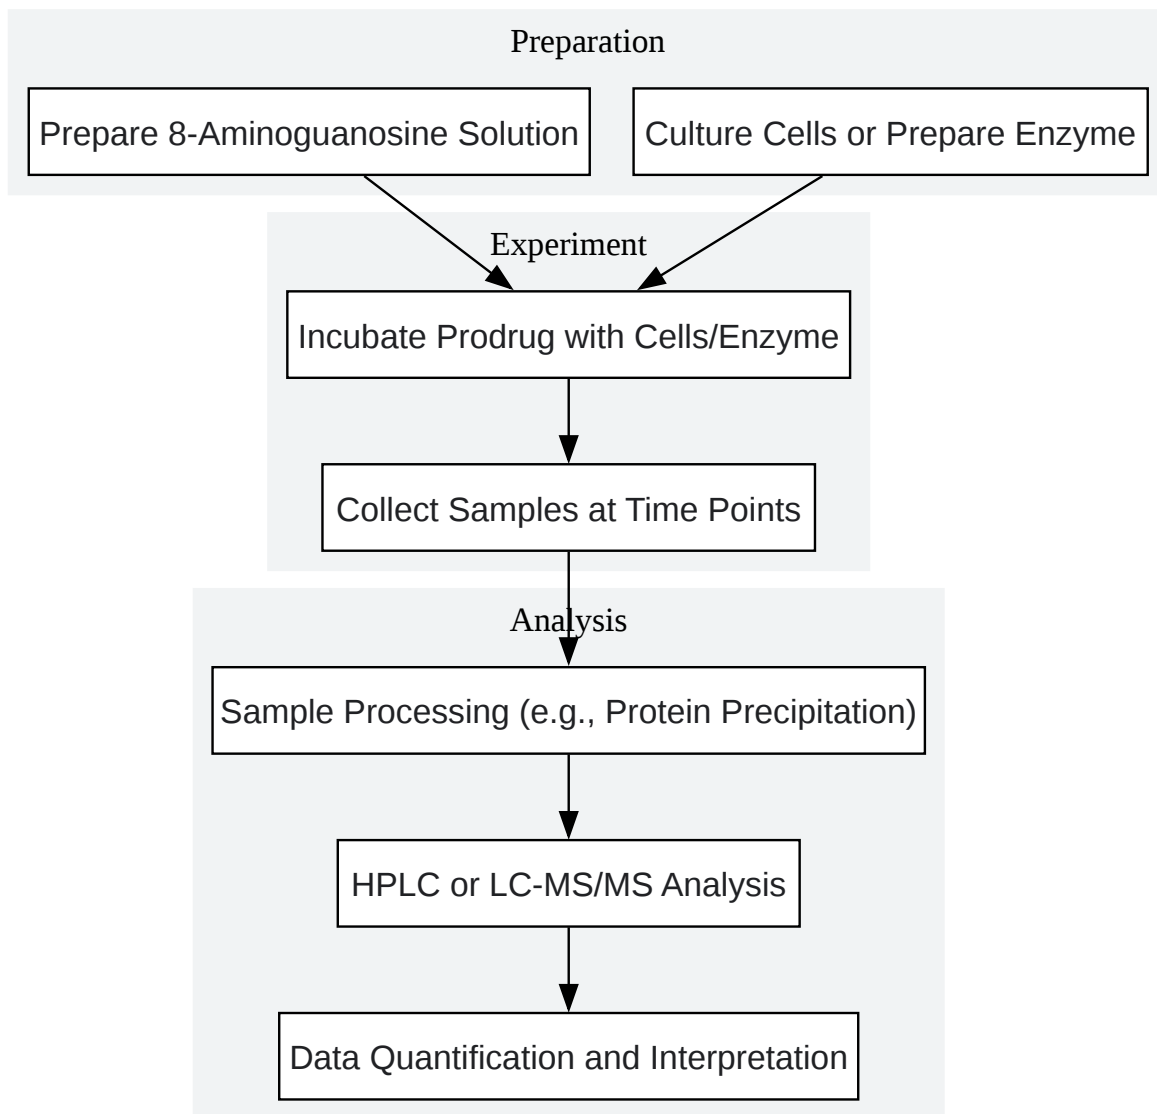 Preparation
Prepare 8-Aminoguanosine Solution
Culture Cells or Prepare Enzyme
Experiment
Incubate Prodrug with Cells/Enzyme
Collect Samples at Time Points
Analysis
Sample Processing (e.g., Protein Precipitation)
HPLC or LC-MS/MS Analysis
Data Quantification and Interpretation